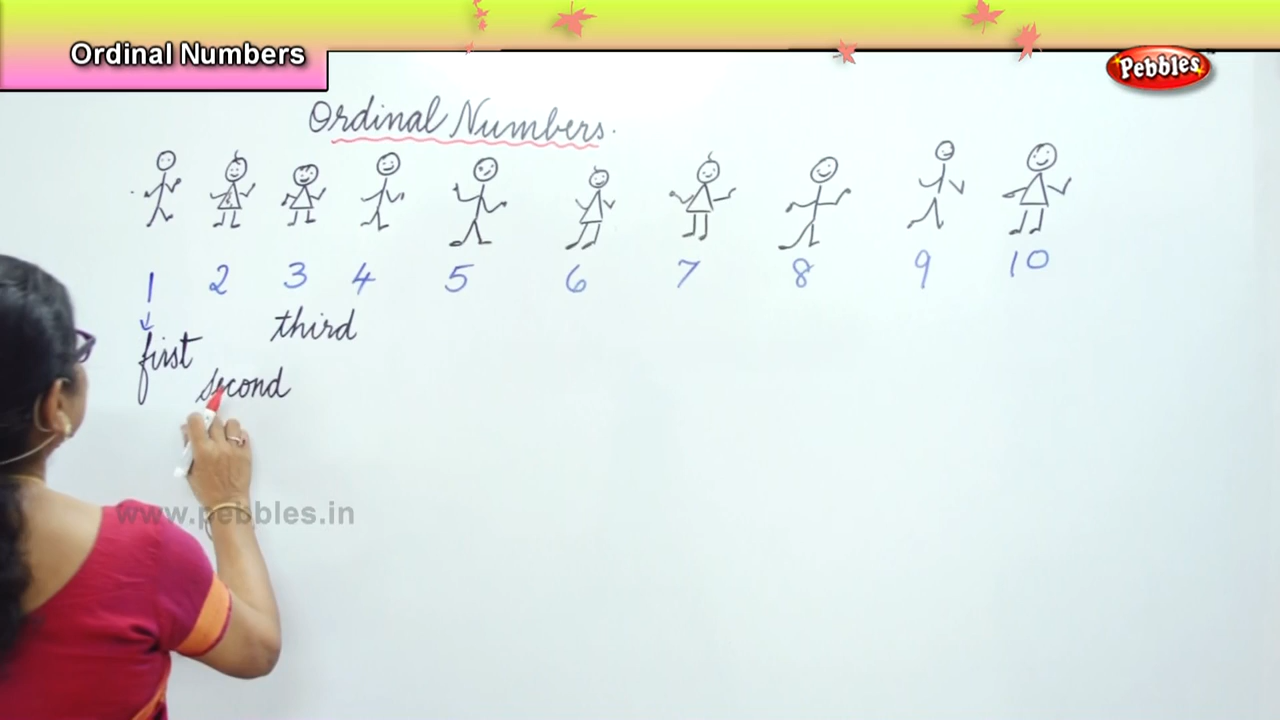 Ordinal Numbers
Pebbles
Ordinal Numbers.
1 2 3 4 5 6 7 8 9 10
third
first
second
www.pebbles.in